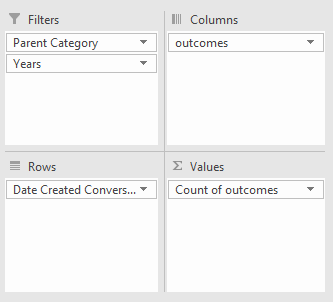 Filters
Parent Category
Years
Columns
outcomes
Rows
Date Created Convers...
Values
Count of outcomes